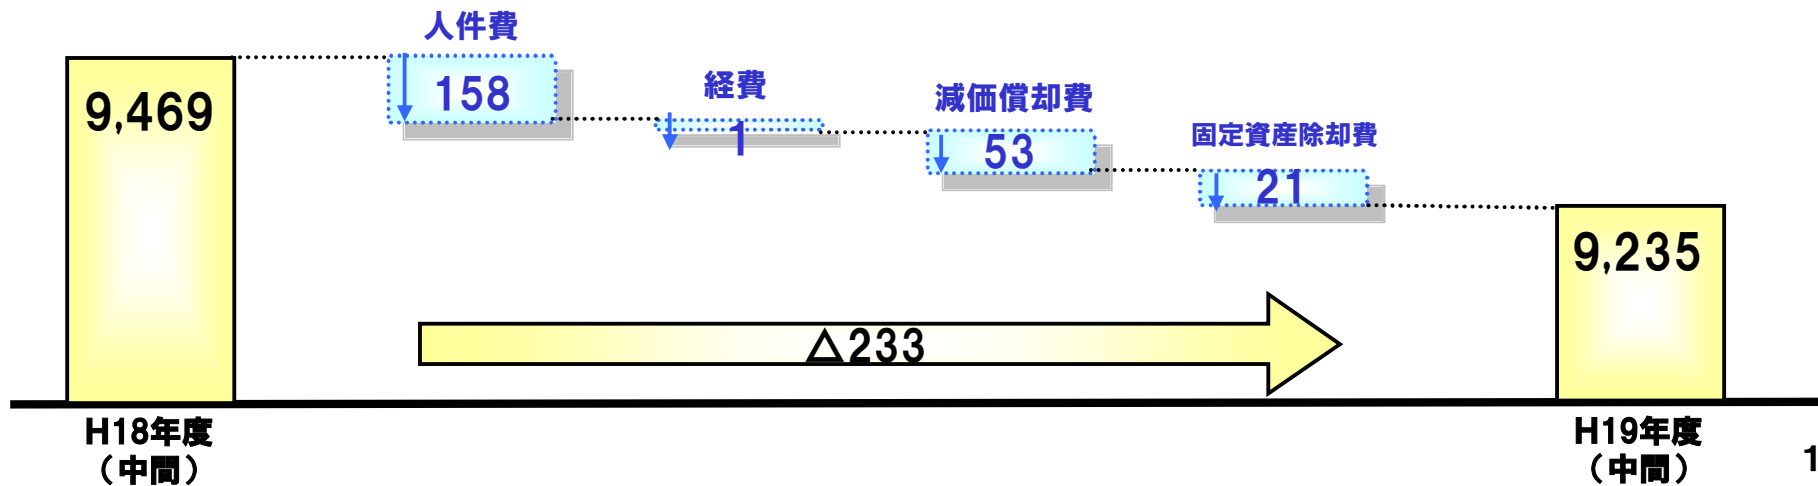 人件費
158
経費
1
減価償却費
53
固定資産除却費
21
9,469
9,235
△233
H18年度
（中間）
H19年度
（中間）
1